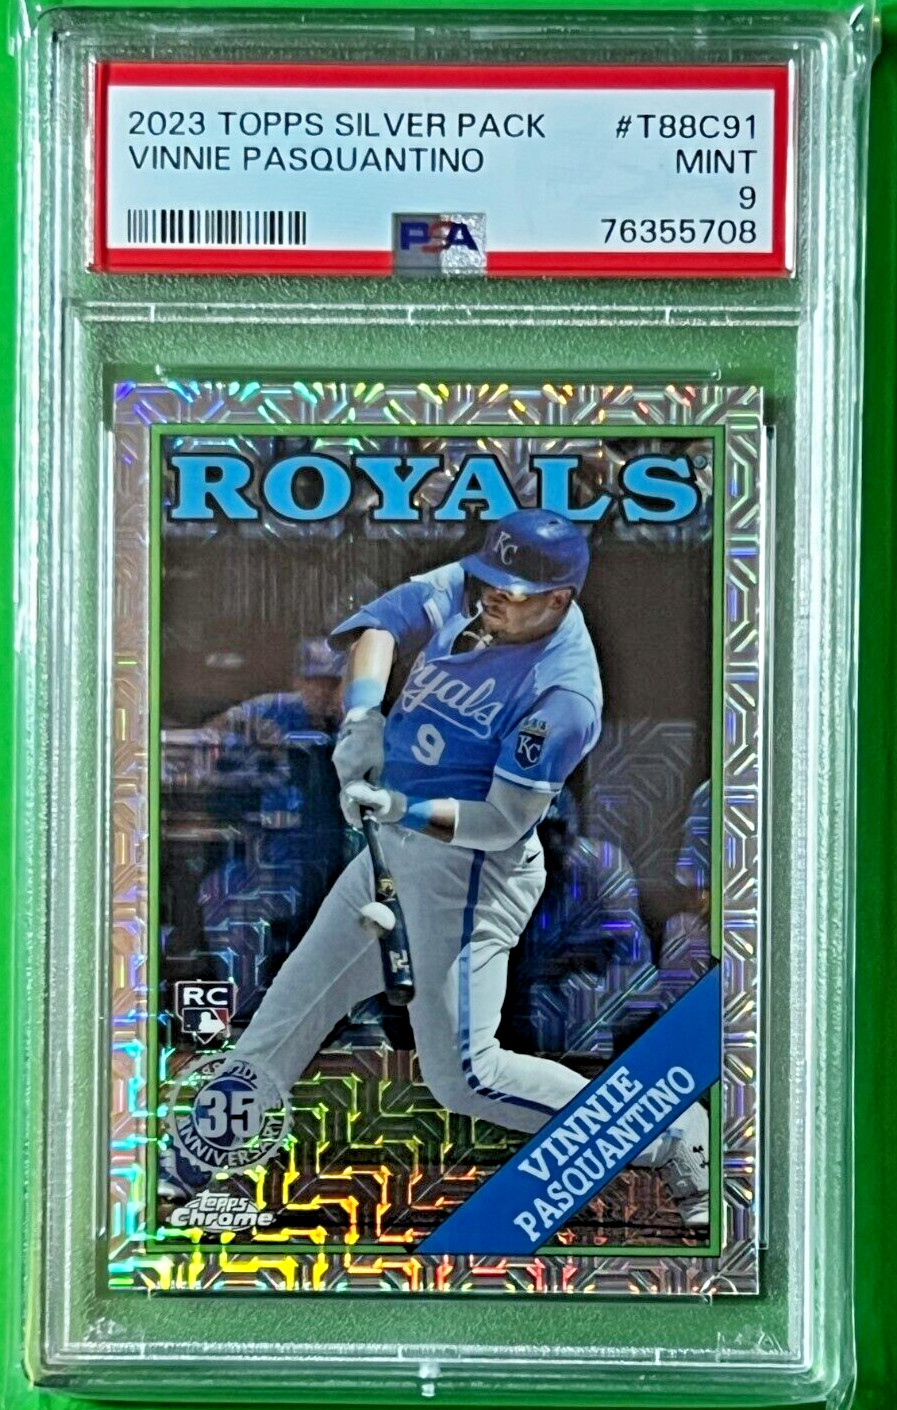 2023 TOPPS SILVER PACK #T88C91
VINNIE PASQUANTINO MINT
9
PSA 76355708
ROYALS®
KC
Royals
9
KC
RC
35
ANNIVERSARY
Topps
Chrome
VINNIE
PASQUANTINO